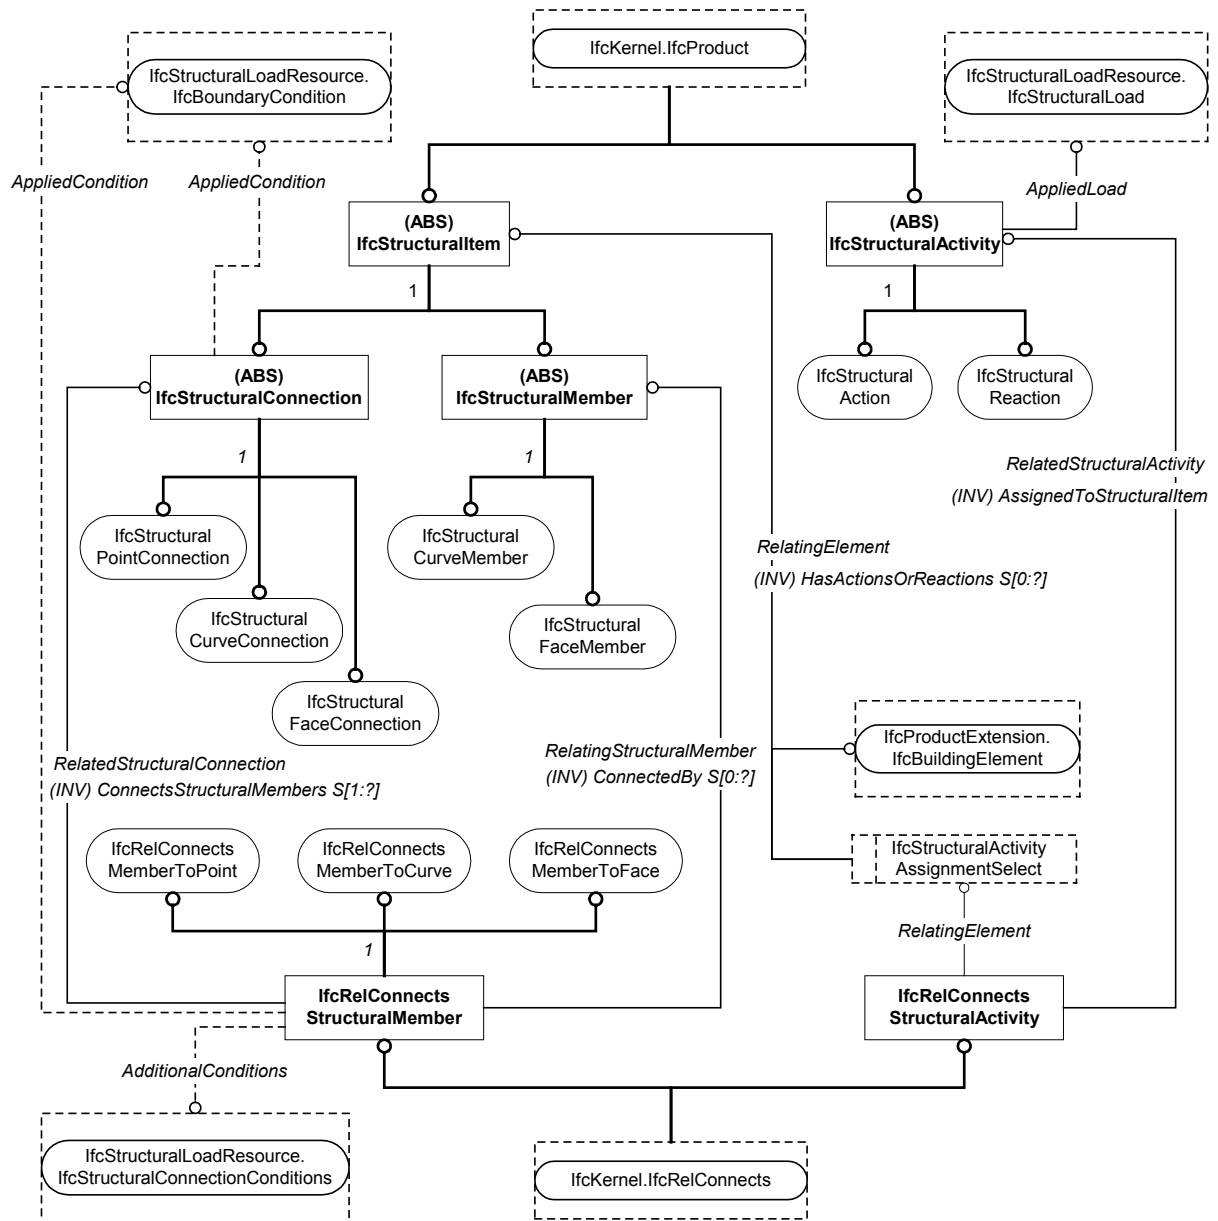 IfcKernel.IfcProduct
IfcStructuralLoadResource.
IfcBoundaryCondition
IfcStructuralLoadResource.
IfcStructuralLoad
AppliedCondition
AppliedCondition
AppliedLoad
(ABS)
IfcStructuralItem
(ABS)
IfcStructuralActivity
1
1
(ABS)
IfcStructuralConnection
(ABS)
IfcStructuralMember
IfcStructural
Action
IfcStructural
Reaction
1
1
RelatedStructuralActivity
(INV) AssignedToStructuralItem
IfcStructural
PointConnection
IfcStructural
CurveMember
RelatingElement
(INV) HasActionsOrReactions S[0:?]
IfcStructural
CurveConnection
IfcStructural
FaceMember
IfcStructural
FaceConnection
IfcProductExtension.
IfcBuildingElement
RelatedStructuralConnection
(INV) ConnectsStructuralMembers S[1:?]
RelatingStructuralMember
(INV) ConnectedBy S[0:?]
IfcRelConnects
MemberToPoint
IfcRelConnects
MemberToCurve
IfcRelConnects
MemberToFace
IfcStructuralActivity
AssignmentSelect
RelatingElement
1
IfcRelConnects
StructuralMember
IfcRelConnects
StructuralActivity
AdditionalConditions
IfcStructuralLoadResource.
IfcStructuralConnectionConditions
IfcKernel.IfcRelConnects